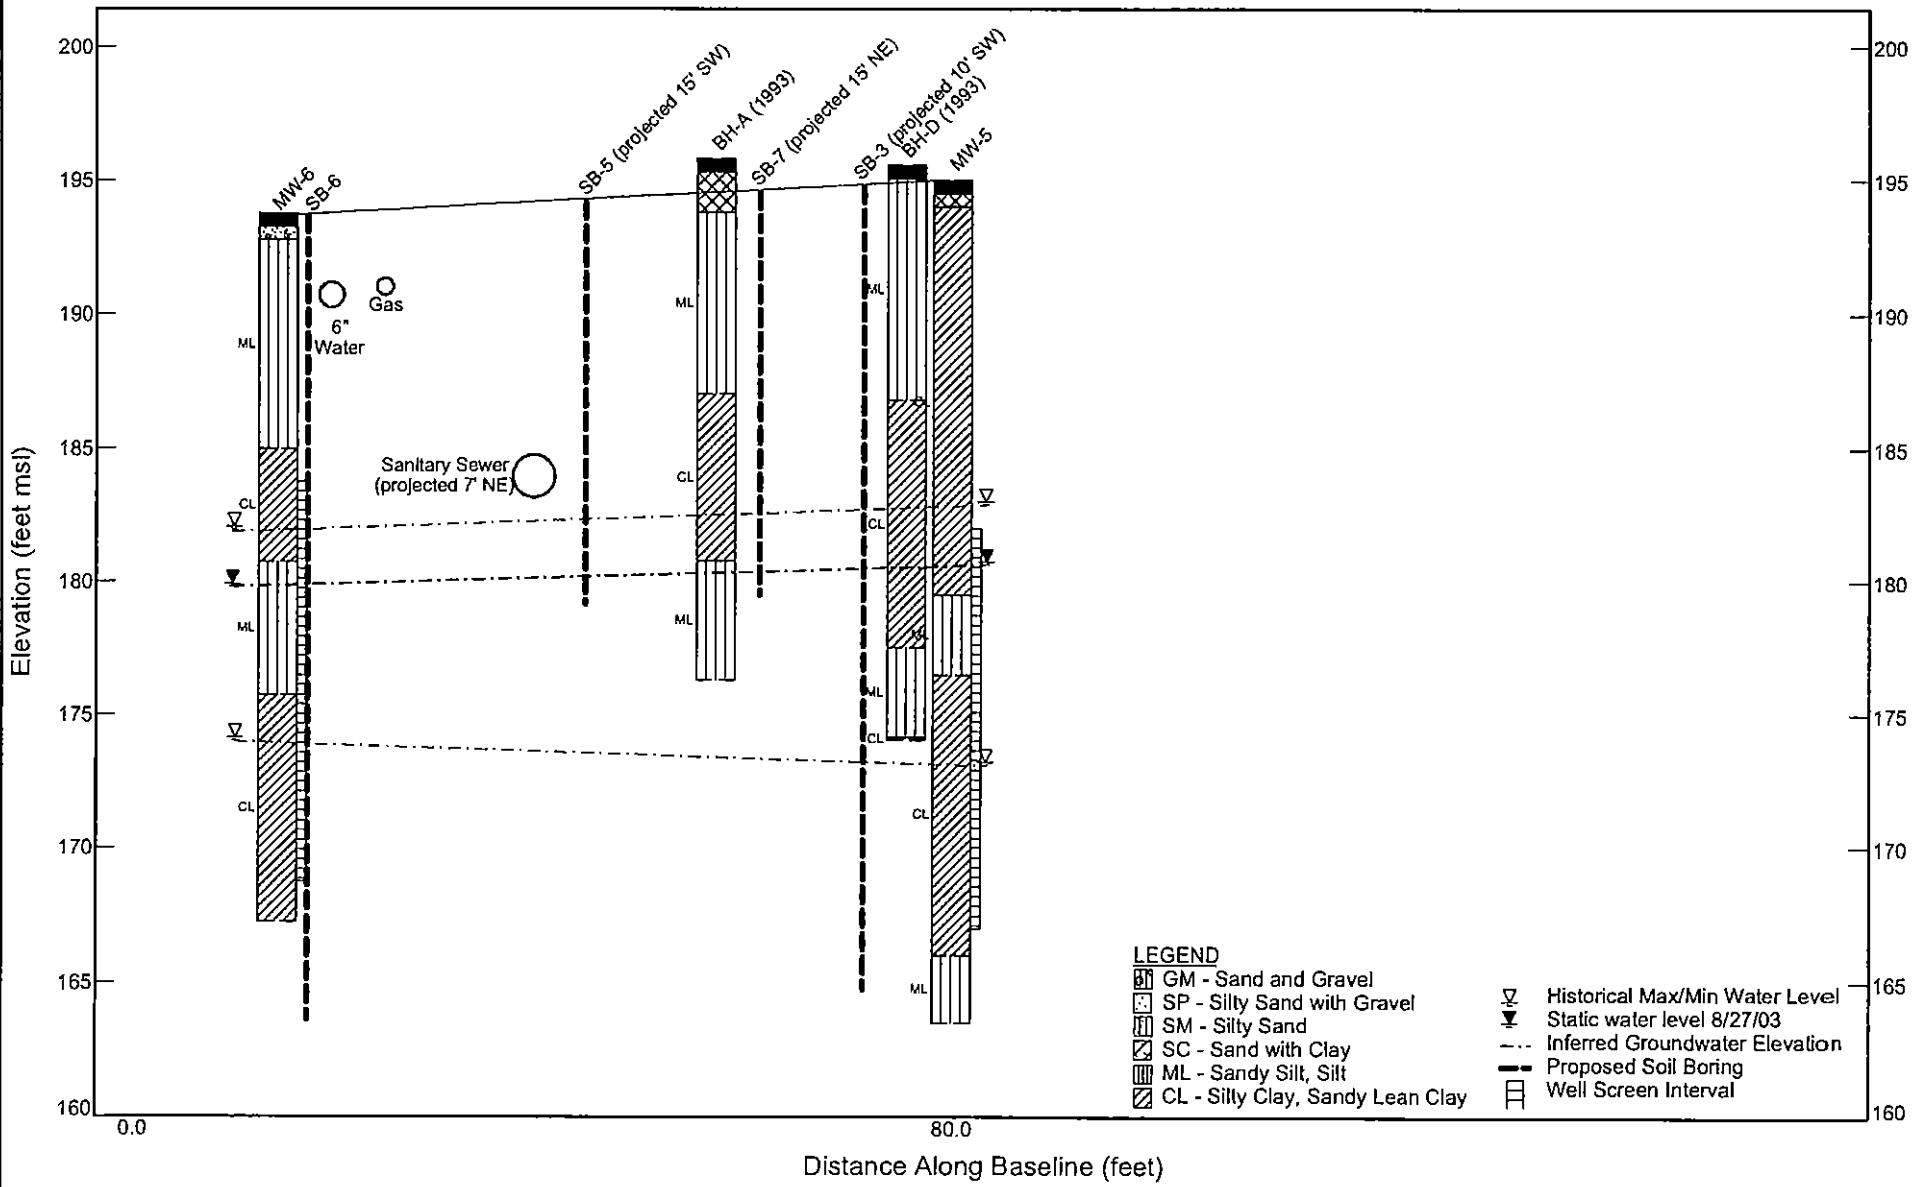 200
195
190
185
180
175
170
165
160
200
195
190
185
180
175
170
165
160
Elevation (feet msl)
MW-6
SB-6
SB-5 (projected 15' SW)
BH-A (1993)
SB-7 (projected 15' NE)
SB-3 (projected 10' SW)
BH-D (1993)
MW-5
6"
Water
Gas
Sanitary Sewer
(projected 7' NE)
ML
CL
ML
CL
ML
CL
ML
ML
CL
ML
CL
CL
ML
CL
ML
LEGEND
GM - Sand and Gravel
SP - Silty Sand with Gravel
SM - Silty Sand
SC - Sand with Clay
ML - Sandy Silt, Silt
CL - Silly Clay, Sandy Lean Clay
Historical Max/Min Water Level
Static water level 8/27/03
Inferred Groundwater Elevation
Proposed Soil Boring
Well Screen Interval
0.0
80.0
Distance Along Baseline (feet)